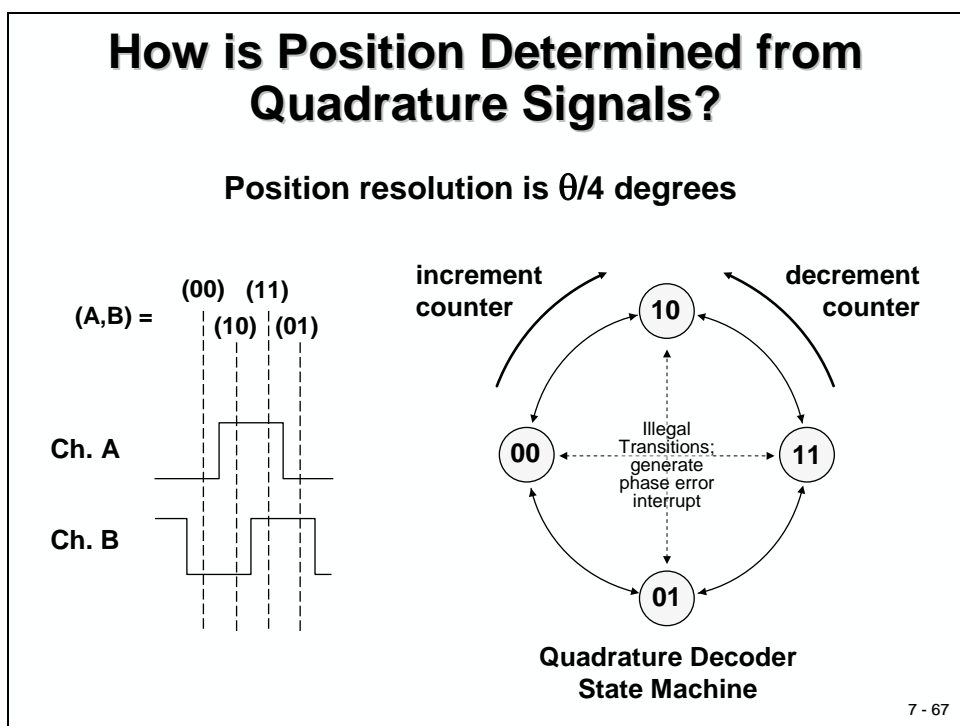 How is Position Determined from
Quadrature Signals?
Position resolution is θ/4 degrees
(A,B) =
(00) (11)
(10) (01)
Ch. A
Ch. B
increment
counter
decrement
counter
10
00
11
01
Illegal
Transitions;
generate
phase error
interrupt
Quadrature Decoder
State Machine
7 - 67